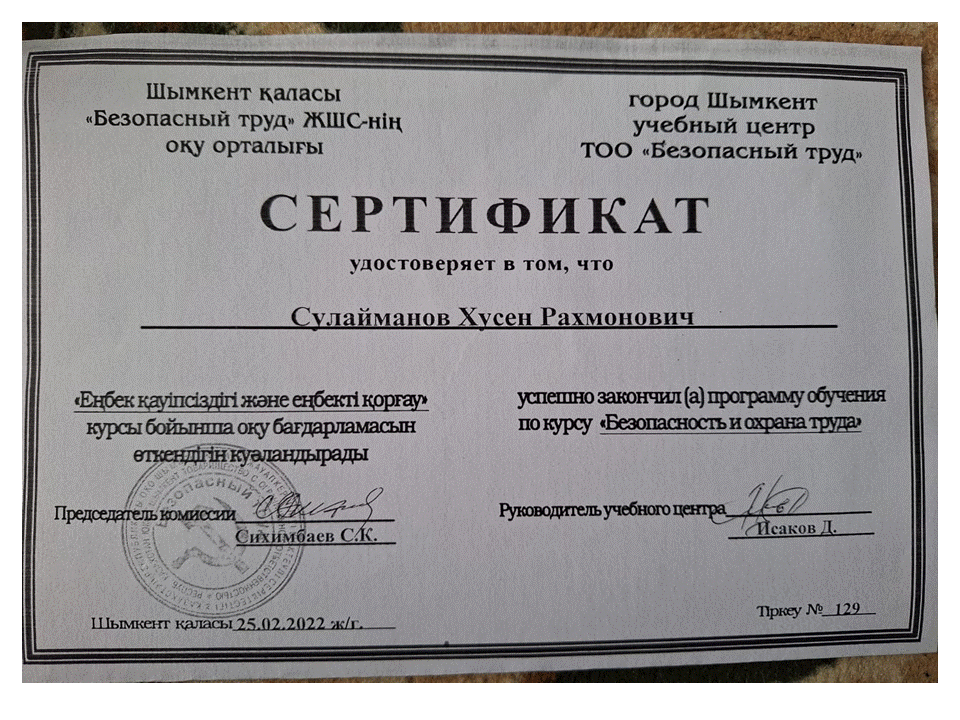 Шымкент қаласы
«Безопасный труд» ЖШС-нің
оқу орталығы
город Шымкент
учебный центр
ТОО «Безопасный труд»
СЕРТИФИКАТ
удостоверяет в том, что
Сулайманов Хусен Рахмонович
«Еңбек қауіпсіздігі және еңбекті қорғау»
курсы бойынша оқу бағдарламасын
өткендігін куәландырады
успешно закончил (а) программу обучения
по курсу «Безопасность и охрана труда»
Председатель комиссии
Сихимбаев С.К.
Руководитель учебного центра
Исаков Д.
Безопасный
Шымкент қаласы 25.02.2022 ж/г.
Тіркеу № 129